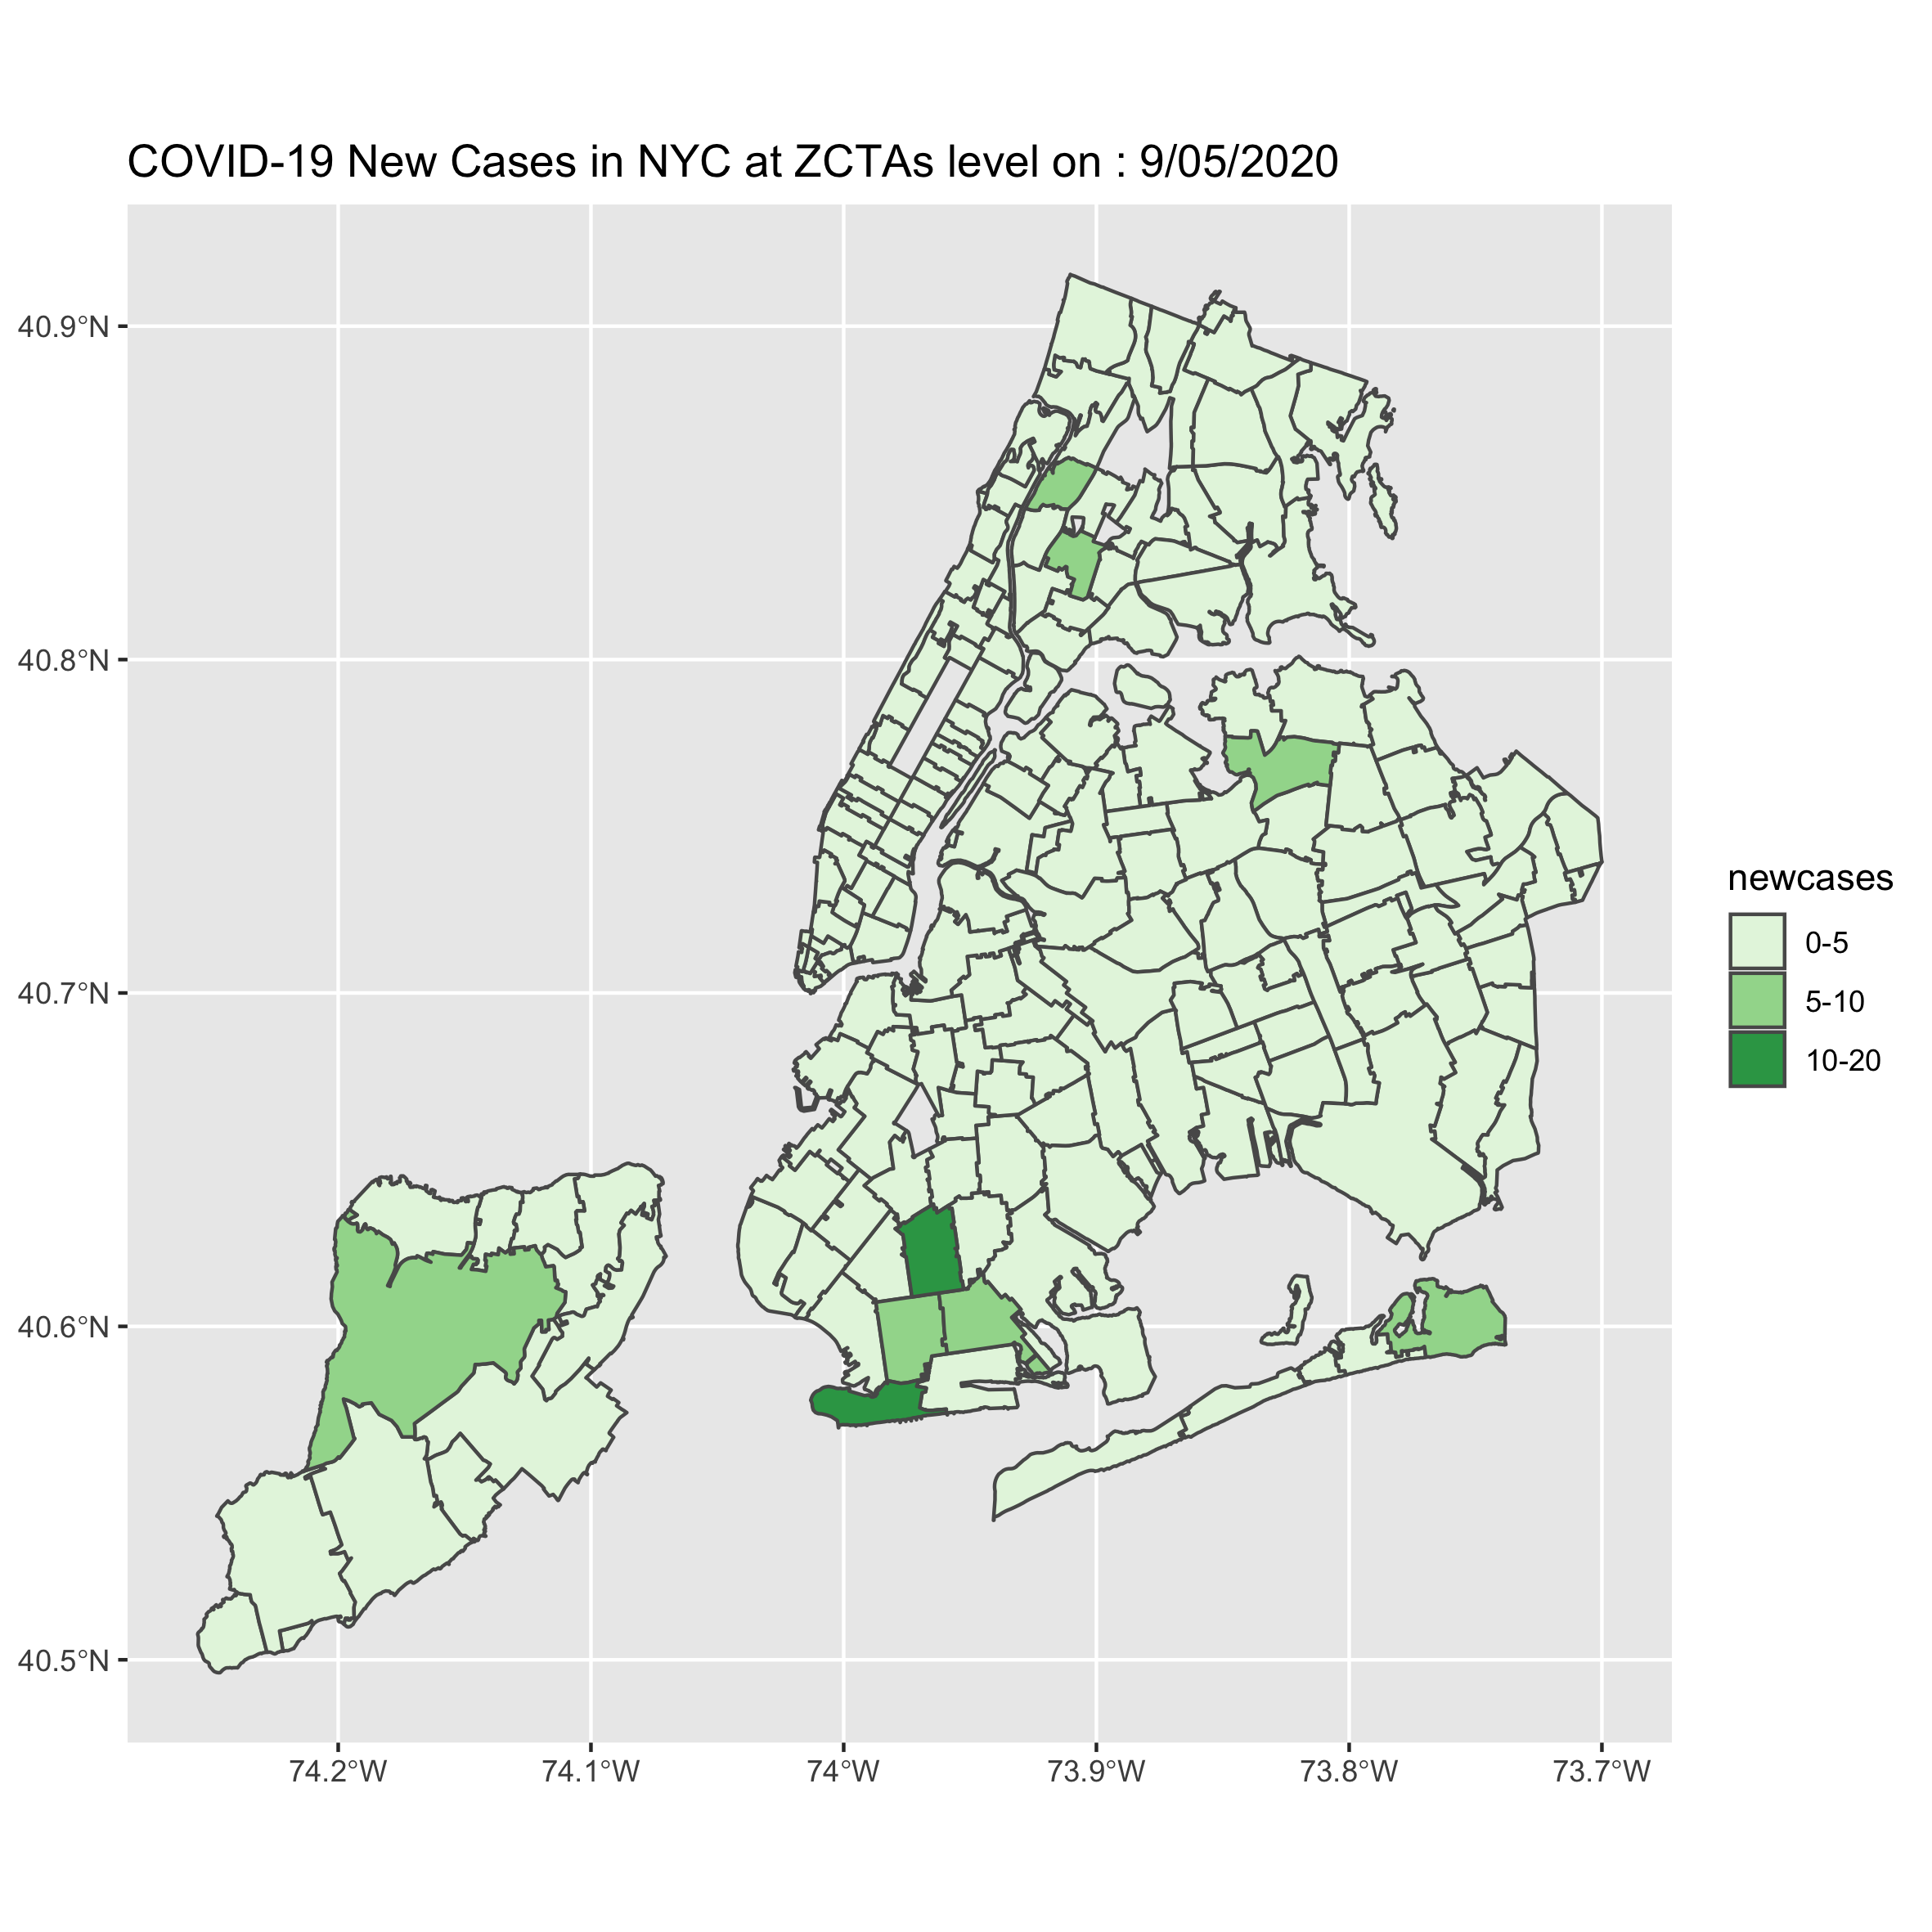 COVID-19 New Cases in NYC at ZCTAs level on : 9/05/2020
40.9°N
40.8°N
40.7°N
40.6°N
40.5°N
74.2°W
74.1°W
74°W
73.9°W
73.8°W
73.7°W
newcases
0-5
5-10
10-20